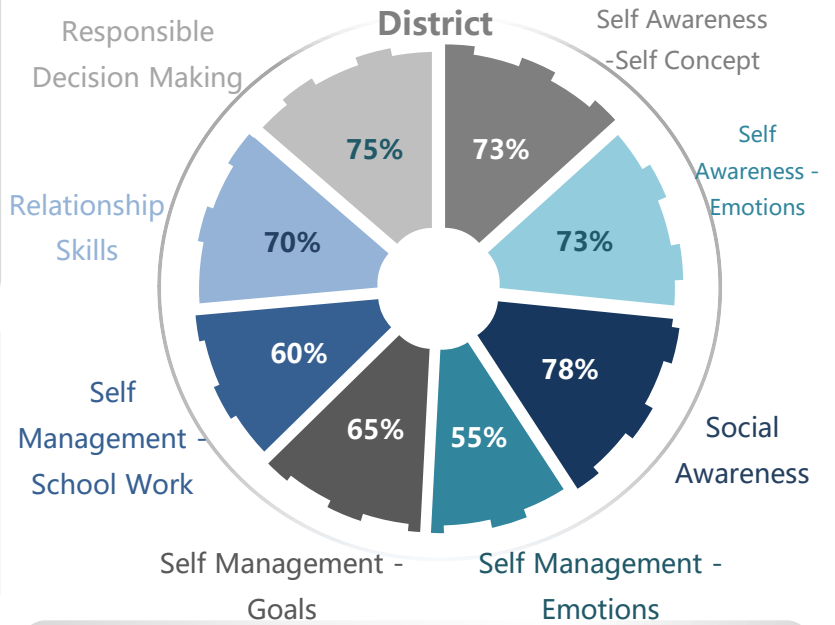 District
Self Awareness
-Self Concept
73%
Self
Awareness -
Emotions
73%
Social
Awareness
78%
Self Management -
Emotions
55%
Self Management -
Goals
65%
Self
Management -
School Work
60%
Relationship
Skills
70%
Responsible
Decision Making
75%